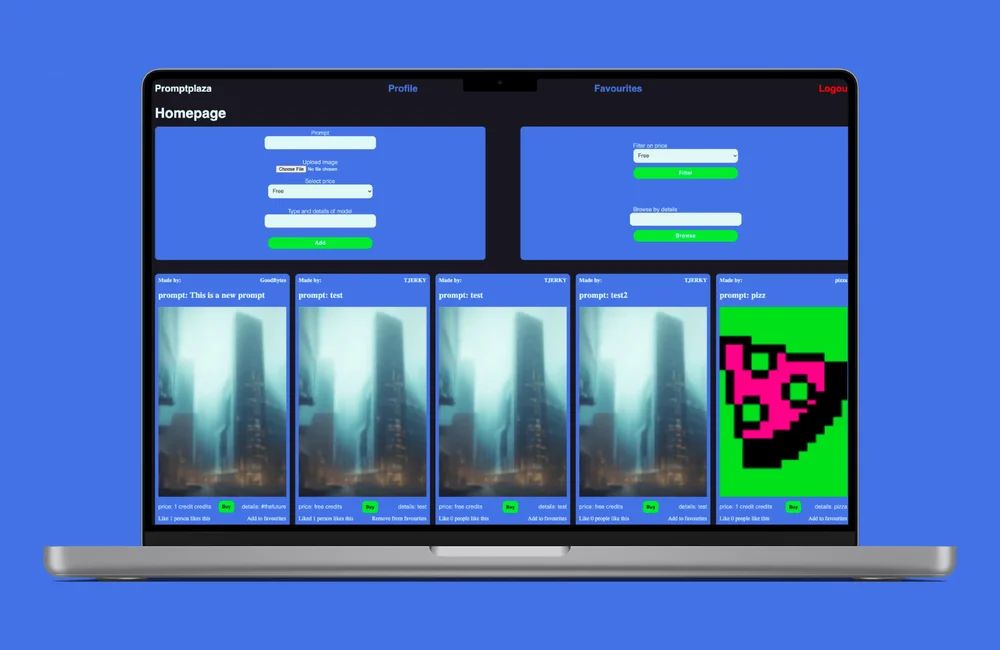 Promptplaza Profile Favourites Logou
Homepage
Prompt
Upload image
Choose File No file chosen
Select price
Free
Type and details of model
Add
Filter on price
Free
Filter
Browse by details
Browse
Made by: GoodBytes
prompt: This is a new prompt
price: 1 credit credits Buy details: #thefuture
Like 1 person likes this Add to favourites
Made by: TJERKY
prompt: test
price: free credits Buy details: test
Liked 1 person likes this Remove from favourites
Made by: TJERKY
prompt: test
price: free credits Buy details: test
Like 0 people like this Add to favourites
Made by: TJERKY
prompt: test2
price: free credits Buy details: test
Like 0 people like this Add to favourites
Made by: pizza
prompt: pizz
price: 1 credit credits Buy details: pizza
Like 0 people like this Add to favourites